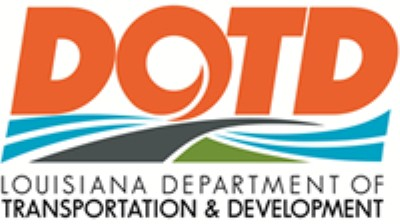 DOTD
LOUISIANA DEPARTMENT OF
TRANSPORTATION & DEVELOPMENT